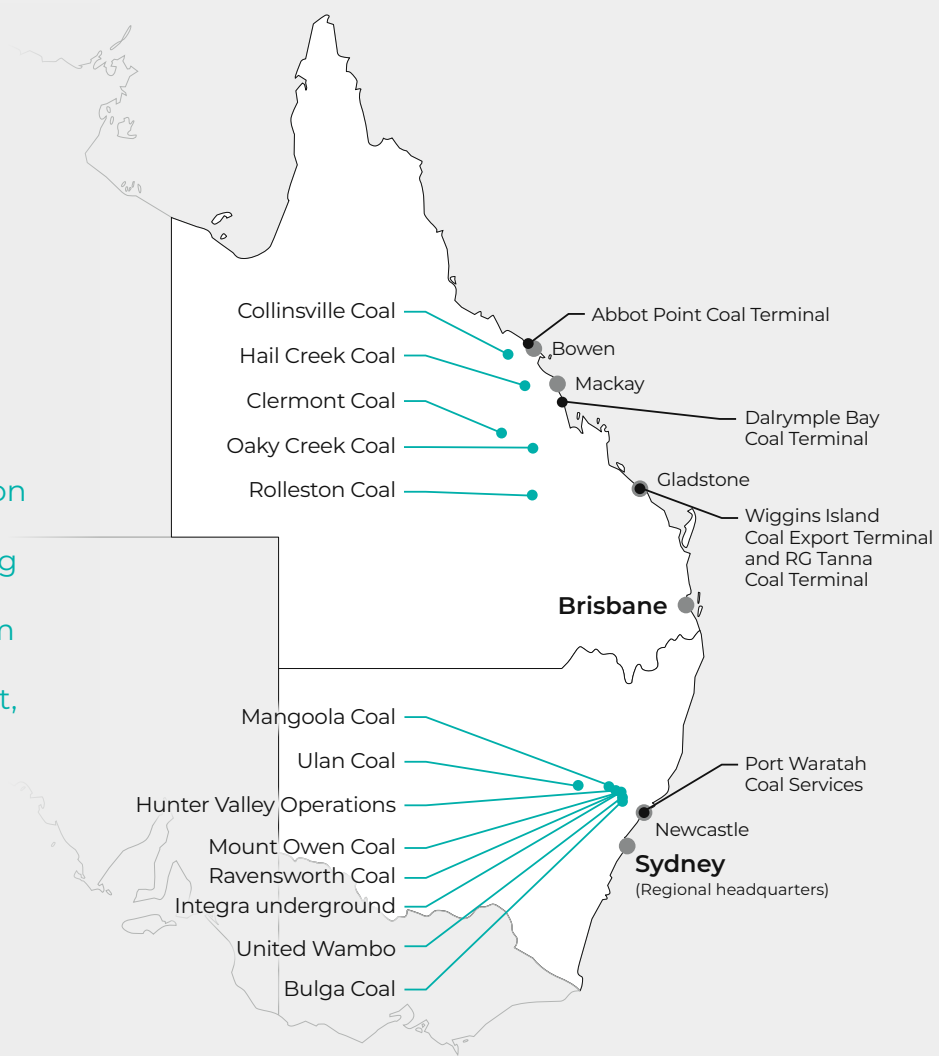 Collinsville Coal
Hail Creek Coal
Clermont Coal
Oaky Creek Coal
Rolleston Coal
Abbot Point Coal Terminal
Bowen
Mackay
Dalrymple Bay
Coal Terminal
Gladstone
Wiggins Island
Coal Export Terminal
and RG Tanna
Coal Terminal
Brisbane
Mangoola Coal
Ulan Coal
Hunter Valley Operations
Mount Owen Coal
Ravensworth Coal
Integra underground
United Wambo
Bulga Coal
Port Waratah
Coal Services
Newcastle
Sydney
(Regional headquarters)